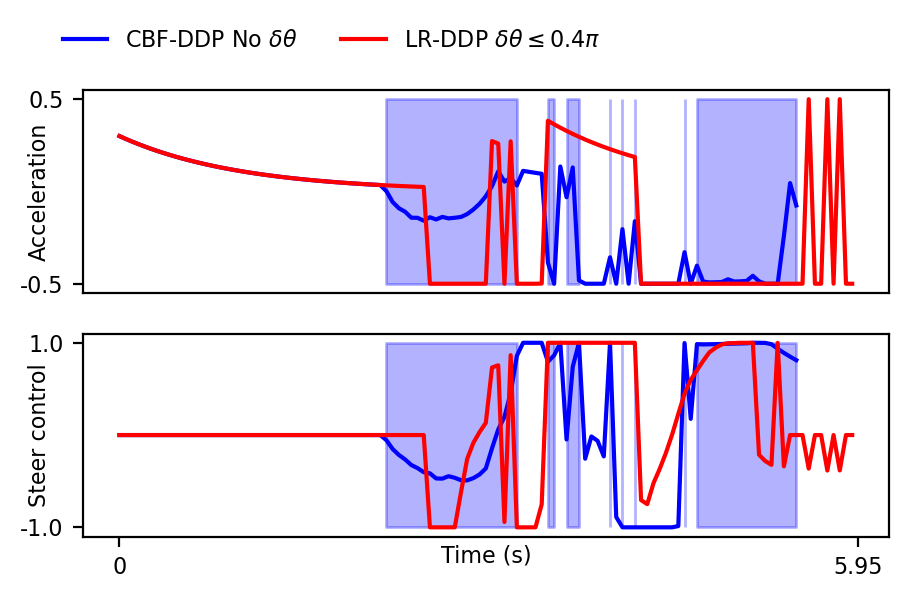 CBF-DDP No δθ LR-DDP δθ ≤ 0.4π
0.5
Acceleration
-0.5
1.0
Steer control
-1.0
0 Time (s) 5.95